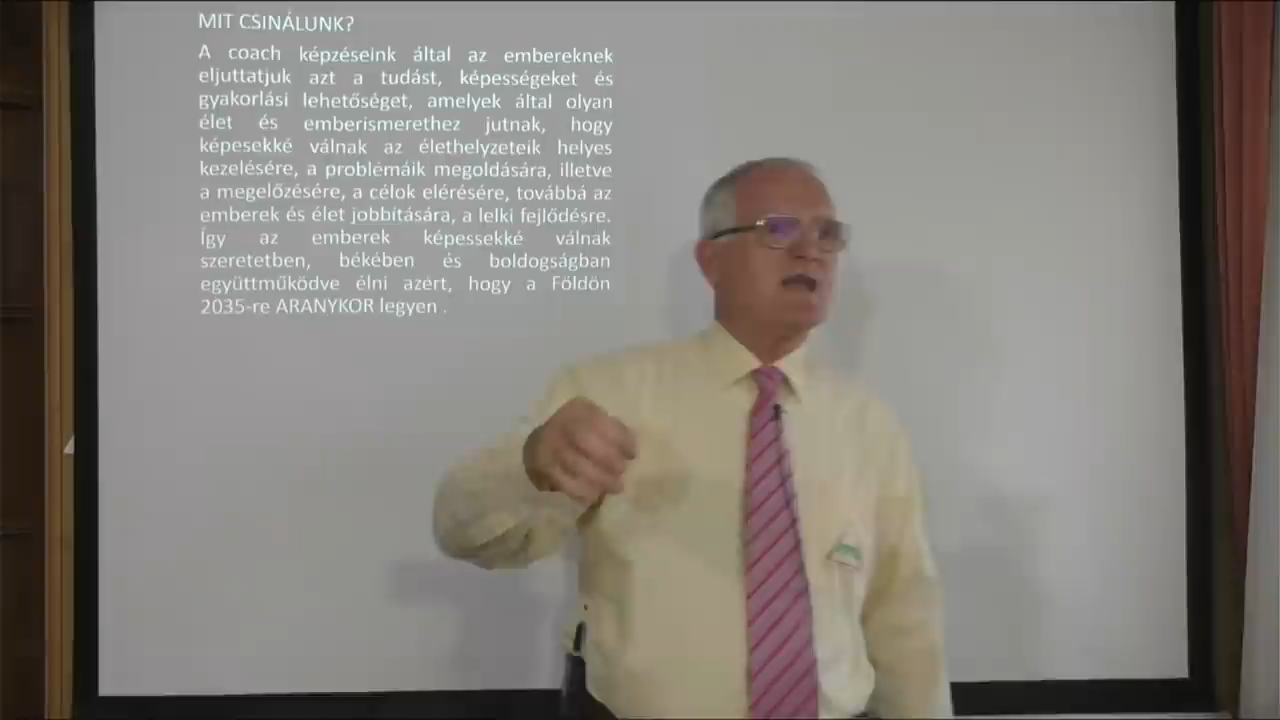 MIT CSINÁLUNK?
A coach képzéseink által az embereknek
eljuttatjuk azt a tudást, képességeket és
gyakorlási lehetőséget, amelyek által olyan
élet és emberismerethez jutnak, hogy
képesekké válnak az élethelyzeteik helyes
kezelésére, a problémáik megoldására, illetve
a megelőzésére, a célok elérésére, továbbá az
emberek és élet jobbítására, a lelki fejlődésre.
Így az emberek képessekké válnak
szeretetben, békében és boldogságban
együttműködve élni azért, hogy a Földön
2035-re ARANYKOR legyen .